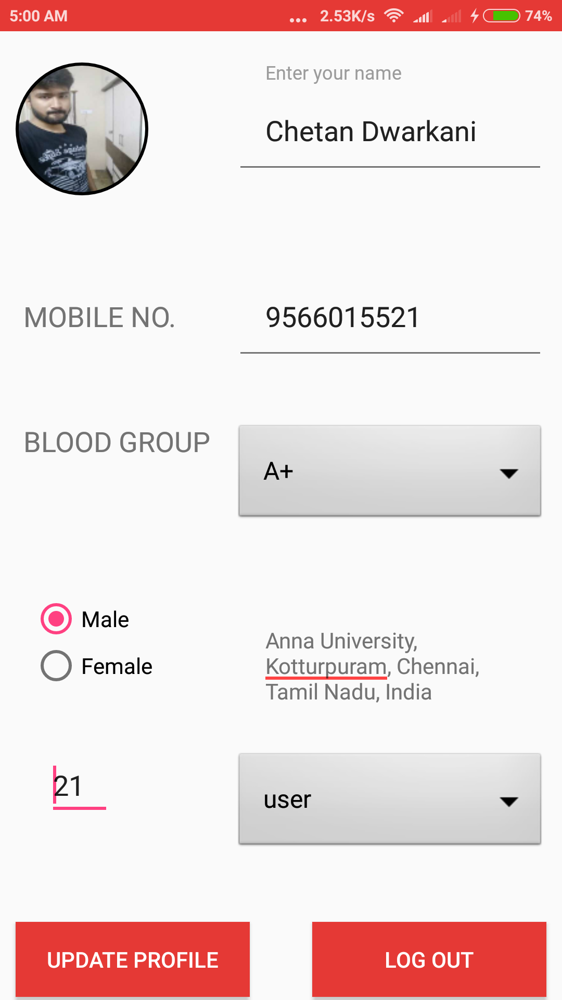 5:00 AM ... 2.53K/s 74%
Enter your name
Chetan Dwarkani
MOBILE NO. 9566015521
BLOOD GROUP A+
Male
Female
Anna University,
Kotturpuram, Chennai,
Tamil Nadu, India
21 user
UPDATE PROFILE LOG OUT